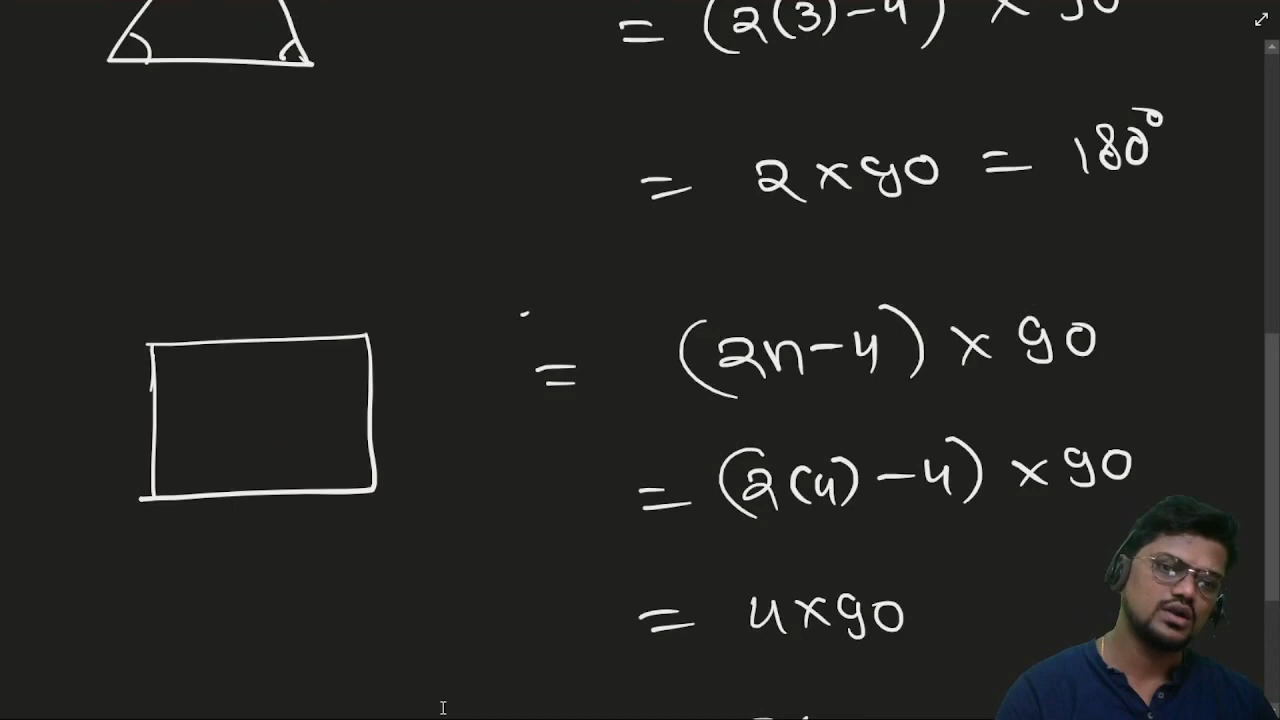 = (2(3)-4) × 90
= 2 × 90 = 180°
= (2n-4) × 90
= (2(4)-4) × 90
= 4×90